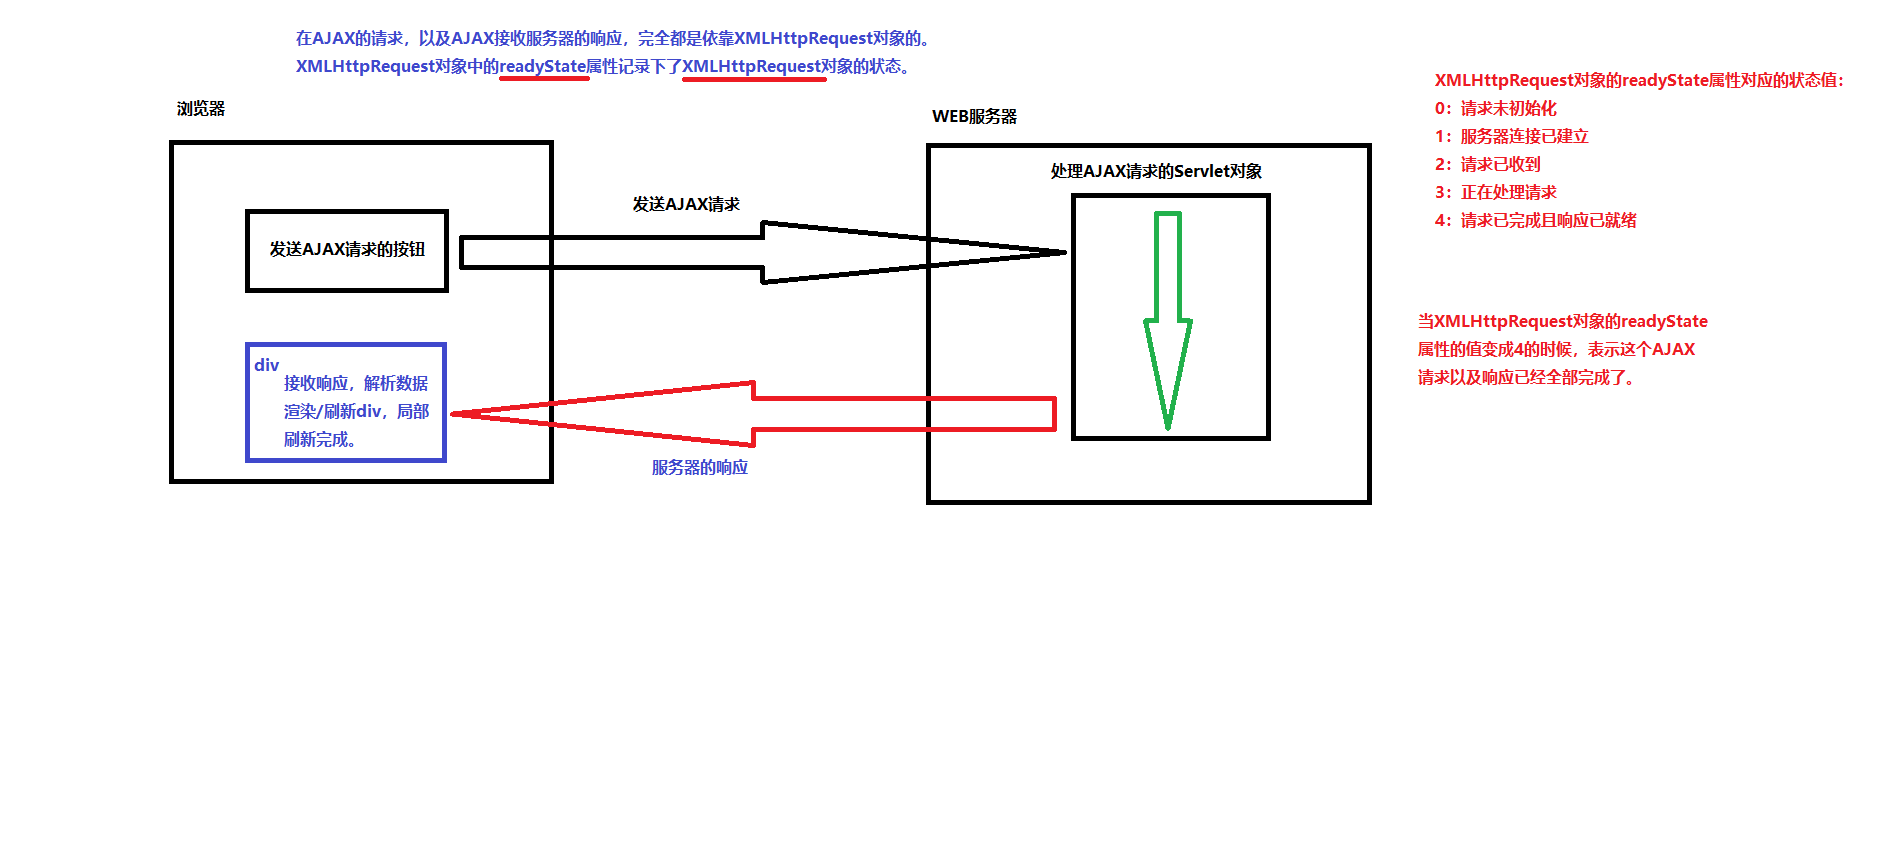 在AJAX的请求，以及AJAX接收服务器的响应，完全都是依靠XMLHttpRequest对象的。
XMLHttpRequest对象中的readyState属性记录下了XMLHttpRequest对象的状态。
浏览器
WEB服务器
发送AJAX请求的按钮
发送AJAX请求
处理AJAX请求的Servlet对象
div
接收响应，解析数据
渲染/刷新div，局部
刷新完成。
服务器的响应
XMLHttpRequest对象的readyState属性对应的状态值：
0：请求未初始化
1：服务器连接已建立
2：请求已收到
3：正在处理请求
4：请求已完成且响应已就绪
当XMLHttpRequest对象的readyState
属性的值变成4的时候，表示这个AJAX
请求以及响应已经全部完成了。